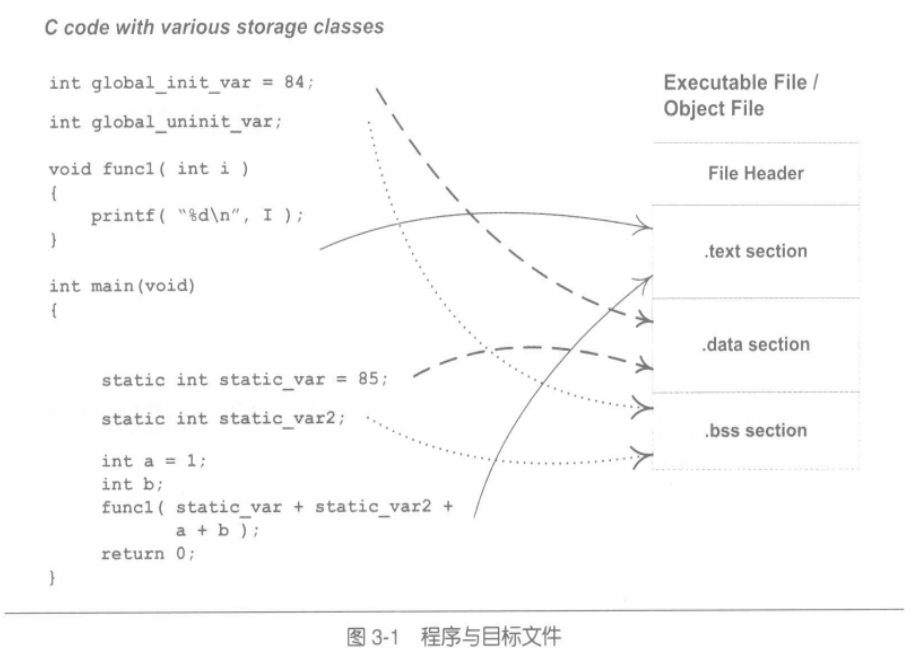 C code with various storage classes
int global_init_var = 84;
int global_uninit_var;
void func1( int i )
{
printf( "%d\n", I );
}
int main(void)
{
static int static_var = 85;
static int static_var2;
int a = 1;
int b;
func1( static_var + static_var2 +
a + b );
return 0;
}
Executable File /
Object File
File Header
.text section
.data section
.bss section
图 3-1 程序与目标文件